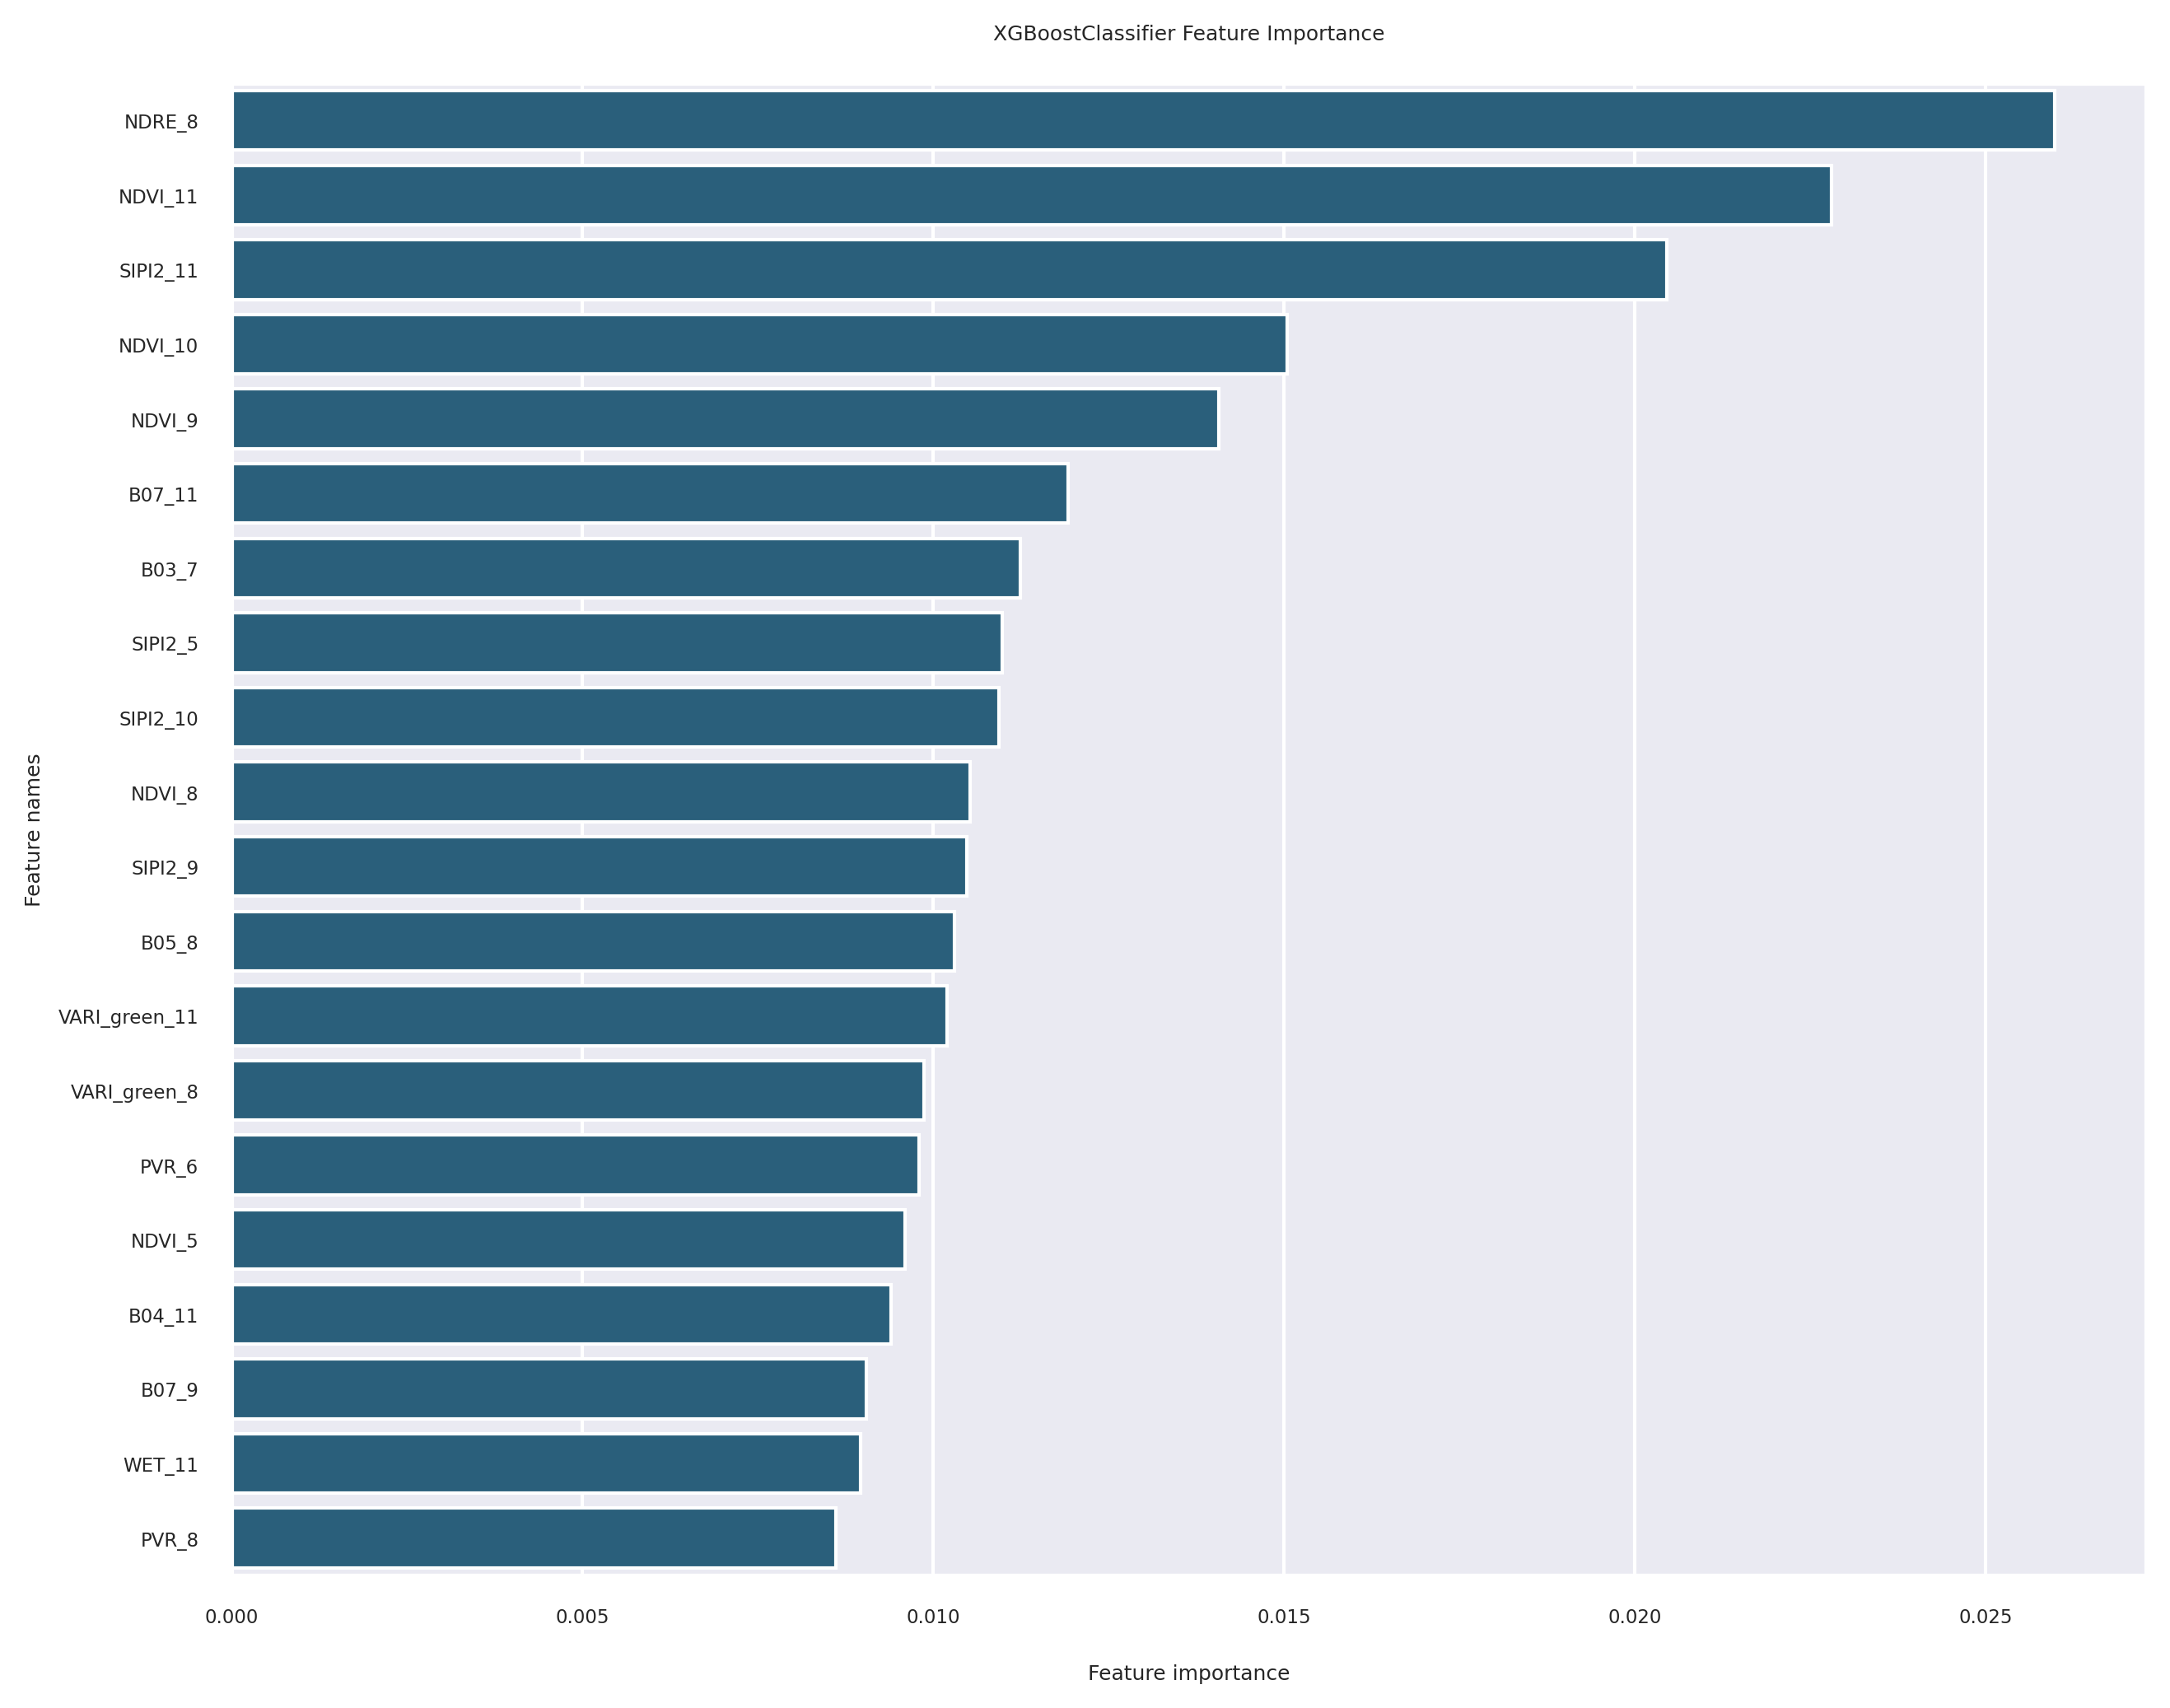 XGBoostClassifier Feature Importance
NDRE_8
NDVI_11
SIPI2_11
NDVI_10
NDVI_9
B07_11
B03_7
SIPI2_5
SIPI2_10
NDVI_8
SIPI2_9
B05_8
VARI_green_11
VARI_green_8
PVR_6
NDVI_5
B04_11
B07_9
WET_11
PVR_8
Feature names
0.000 0.005 0.010 0.015 0.020 0.025
Feature importance